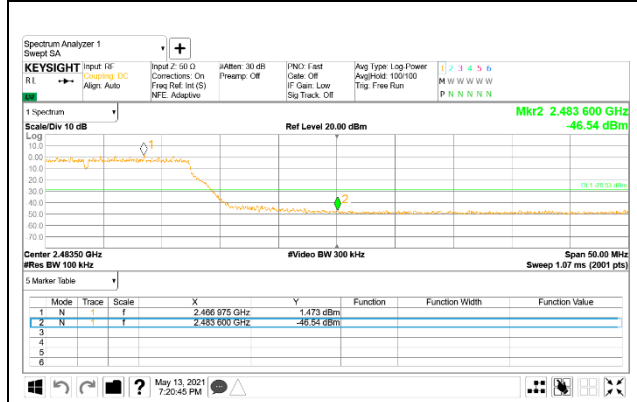 Spectrum Analyzer 1
Swept SA
+
KEYSIGHT Input: RF Input Z: 50 Ω #Atten: 30 dB PNO: Fast Avg Type: Log-Power 1 2 3 4 5 6
R L Coupling: DC Corrections: On Preamp: Off Gate: Off Avg|Hold: 100/100 M W W W W W
Align: Auto Freq Ref: Int (S) IF Gain: Low Trig: Free Run
NFE: Adaptive Sig Track: Off P N N N N N
1 Spectrum Mkr2 2.483 600 GHz
Scale/Div 10 dB Ref Level 20.00 dBm -46.54 dBm
Log
10.0
0.00
10.0
20.0
30.0
40.0
50.0
60.0
-70.0
1
2
Center 2.48350 GHz #Video BW 300 kHz Span 50.00 MHz
#Res BW 100 kHz Sweep 1.07 ms (2001 pts)
5 Marker Table
Mode Trace Scale X Y Function Function Width Function Value
1 N 1 f 2.466 975 GHz 1.473 dBm
2 N 1 f 2.483 600 GHz -46.54 dBm
3
4
5
6
? May 13, 2021
7:20:45 PM